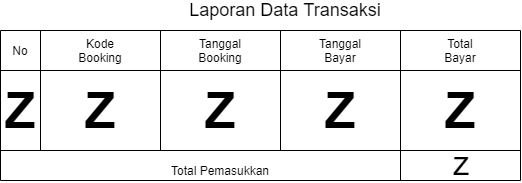 Laporan Data Transaksi
No
Kode
Booking
Tanggal
Booking
Tanggal
Bayar
Total
Bayar
Z
Z
Z
Z
Z
Total Pemasukkan
Z